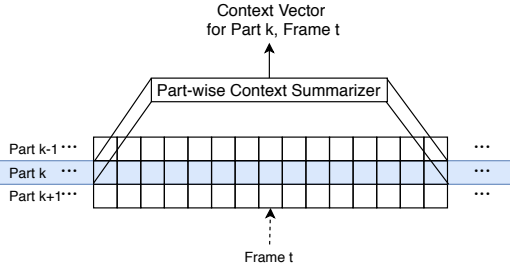 Context Vector
for Part k, Frame t
Part-wise Context Summarizer
Part k-1 ··· ···
Part k ··· ···
Part k+1 ··· ···
Frame t